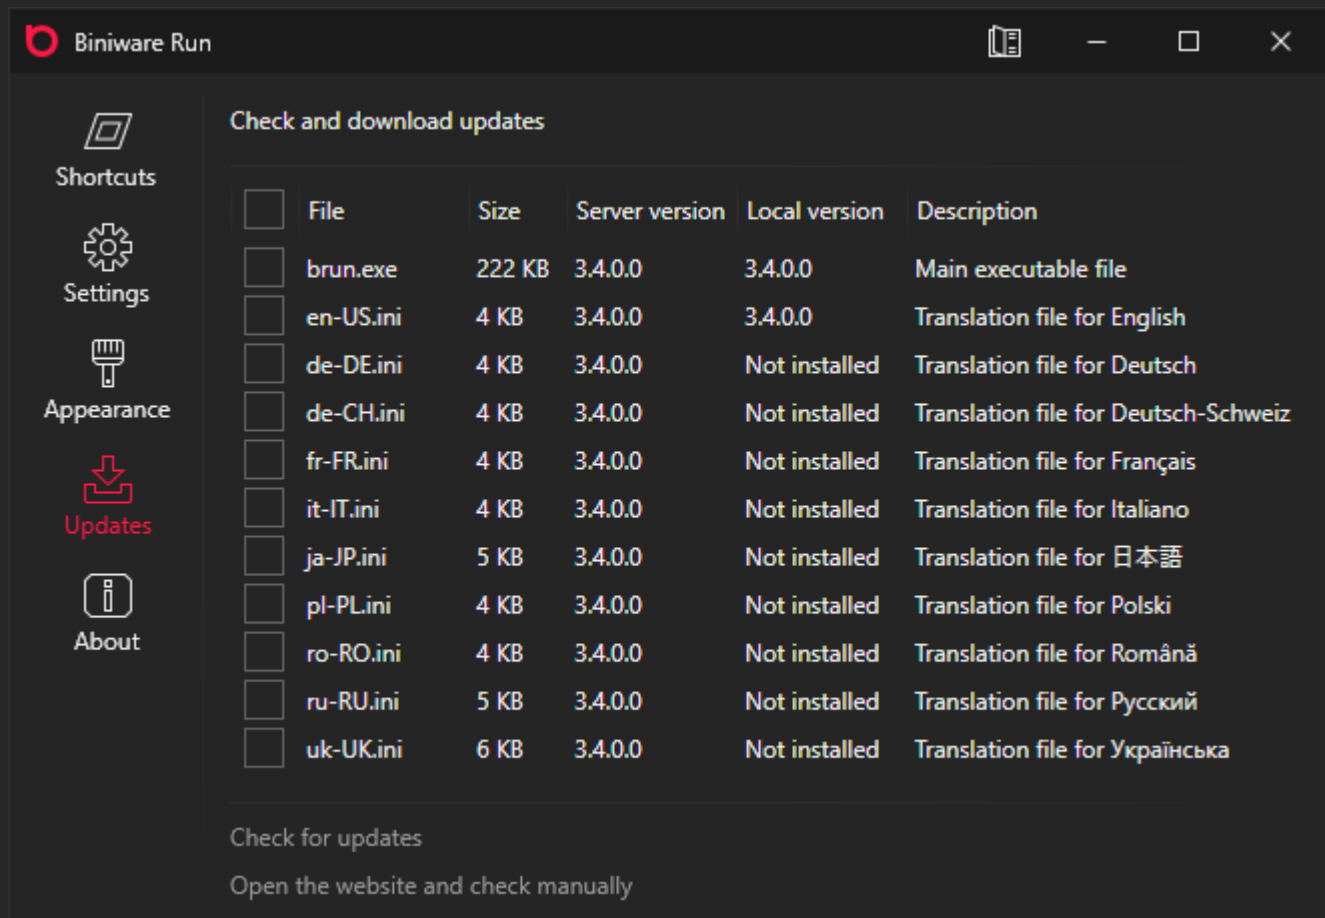 Biniware Run
Shortcuts
Settings
Appearance
Updates
About
Check and download updates
File Size Server version Local version Description
brun.exe 222 KB 3.4.0.0 3.4.0.0 Main executable file
en-US.ini 4 KB 3.4.0.0 3.4.0.0 Translation file for English
de-DE.ini 4 KB 3.4.0.0 Not installed Translation file for Deutsch
de-CH.ini 4 KB 3.4.0.0 Not installed Translation file for Deutsch-Schweiz
fr-FR.ini 4 KB 3.4.0.0 Not installed Translation file for Français
it-IT.ini 4 KB 3.4.0.0 Not installed Translation file for Italiano
ja-JP.ini 5 KB 3.4.0.0 Not installed Translation file for 日本語
pl-PL.ini 4 KB 3.4.0.0 Not installed Translation file for Polski
ro-RO.ini 4 KB 3.4.0.0 Not installed Translation file for Română
ru-RU.ini 5 KB 3.4.0.0 Not installed Translation file for Русский
uk-UK.ini 6 KB 3.4.0.0 Not installed Translation file for Українська
Check for updates
Open the website and check manually